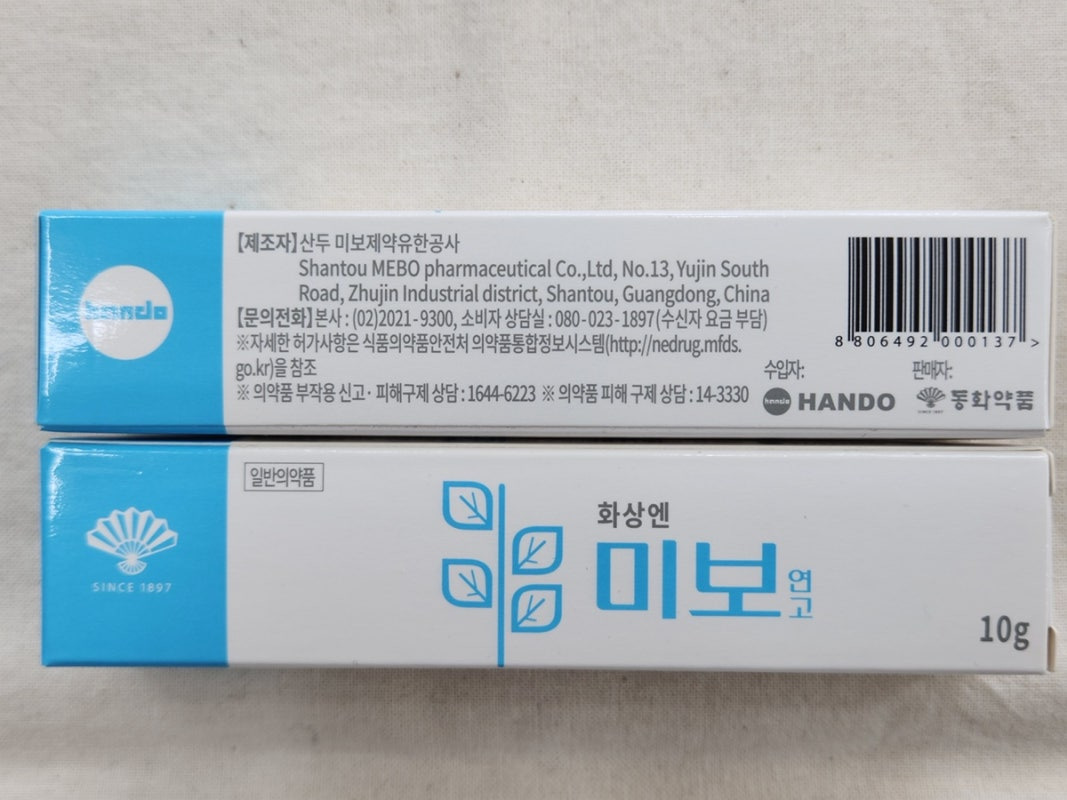 hando
【제조자】산두 미보제약유한공사
Shantou MEBO pharmaceutical Co.,Ltd, No.13, Yujin South
Road, Zhujin Industrial district, Shantou, Guangdong, China
【문의전화】본사 : (02)2021-9300, 소비자 상담실 : 080-023-1897(수신자 요금 부담)
※자세한 허가사항은 식품의약품안전처 의약품통합정보시스템(http://nedrug.mfds.
go.kr)을 참조
※ 의약품 부작용 신고· 피해구제 상담 : 1644-6223 ※ 의약품 피해 구제 상담 : 14-3330
8 806492 000137 >
수입자:
hando HANDO
판매자:
SINCE 1897 동화약품
SINCE 1897
일반의약품
화상엔
미보
연고
10g